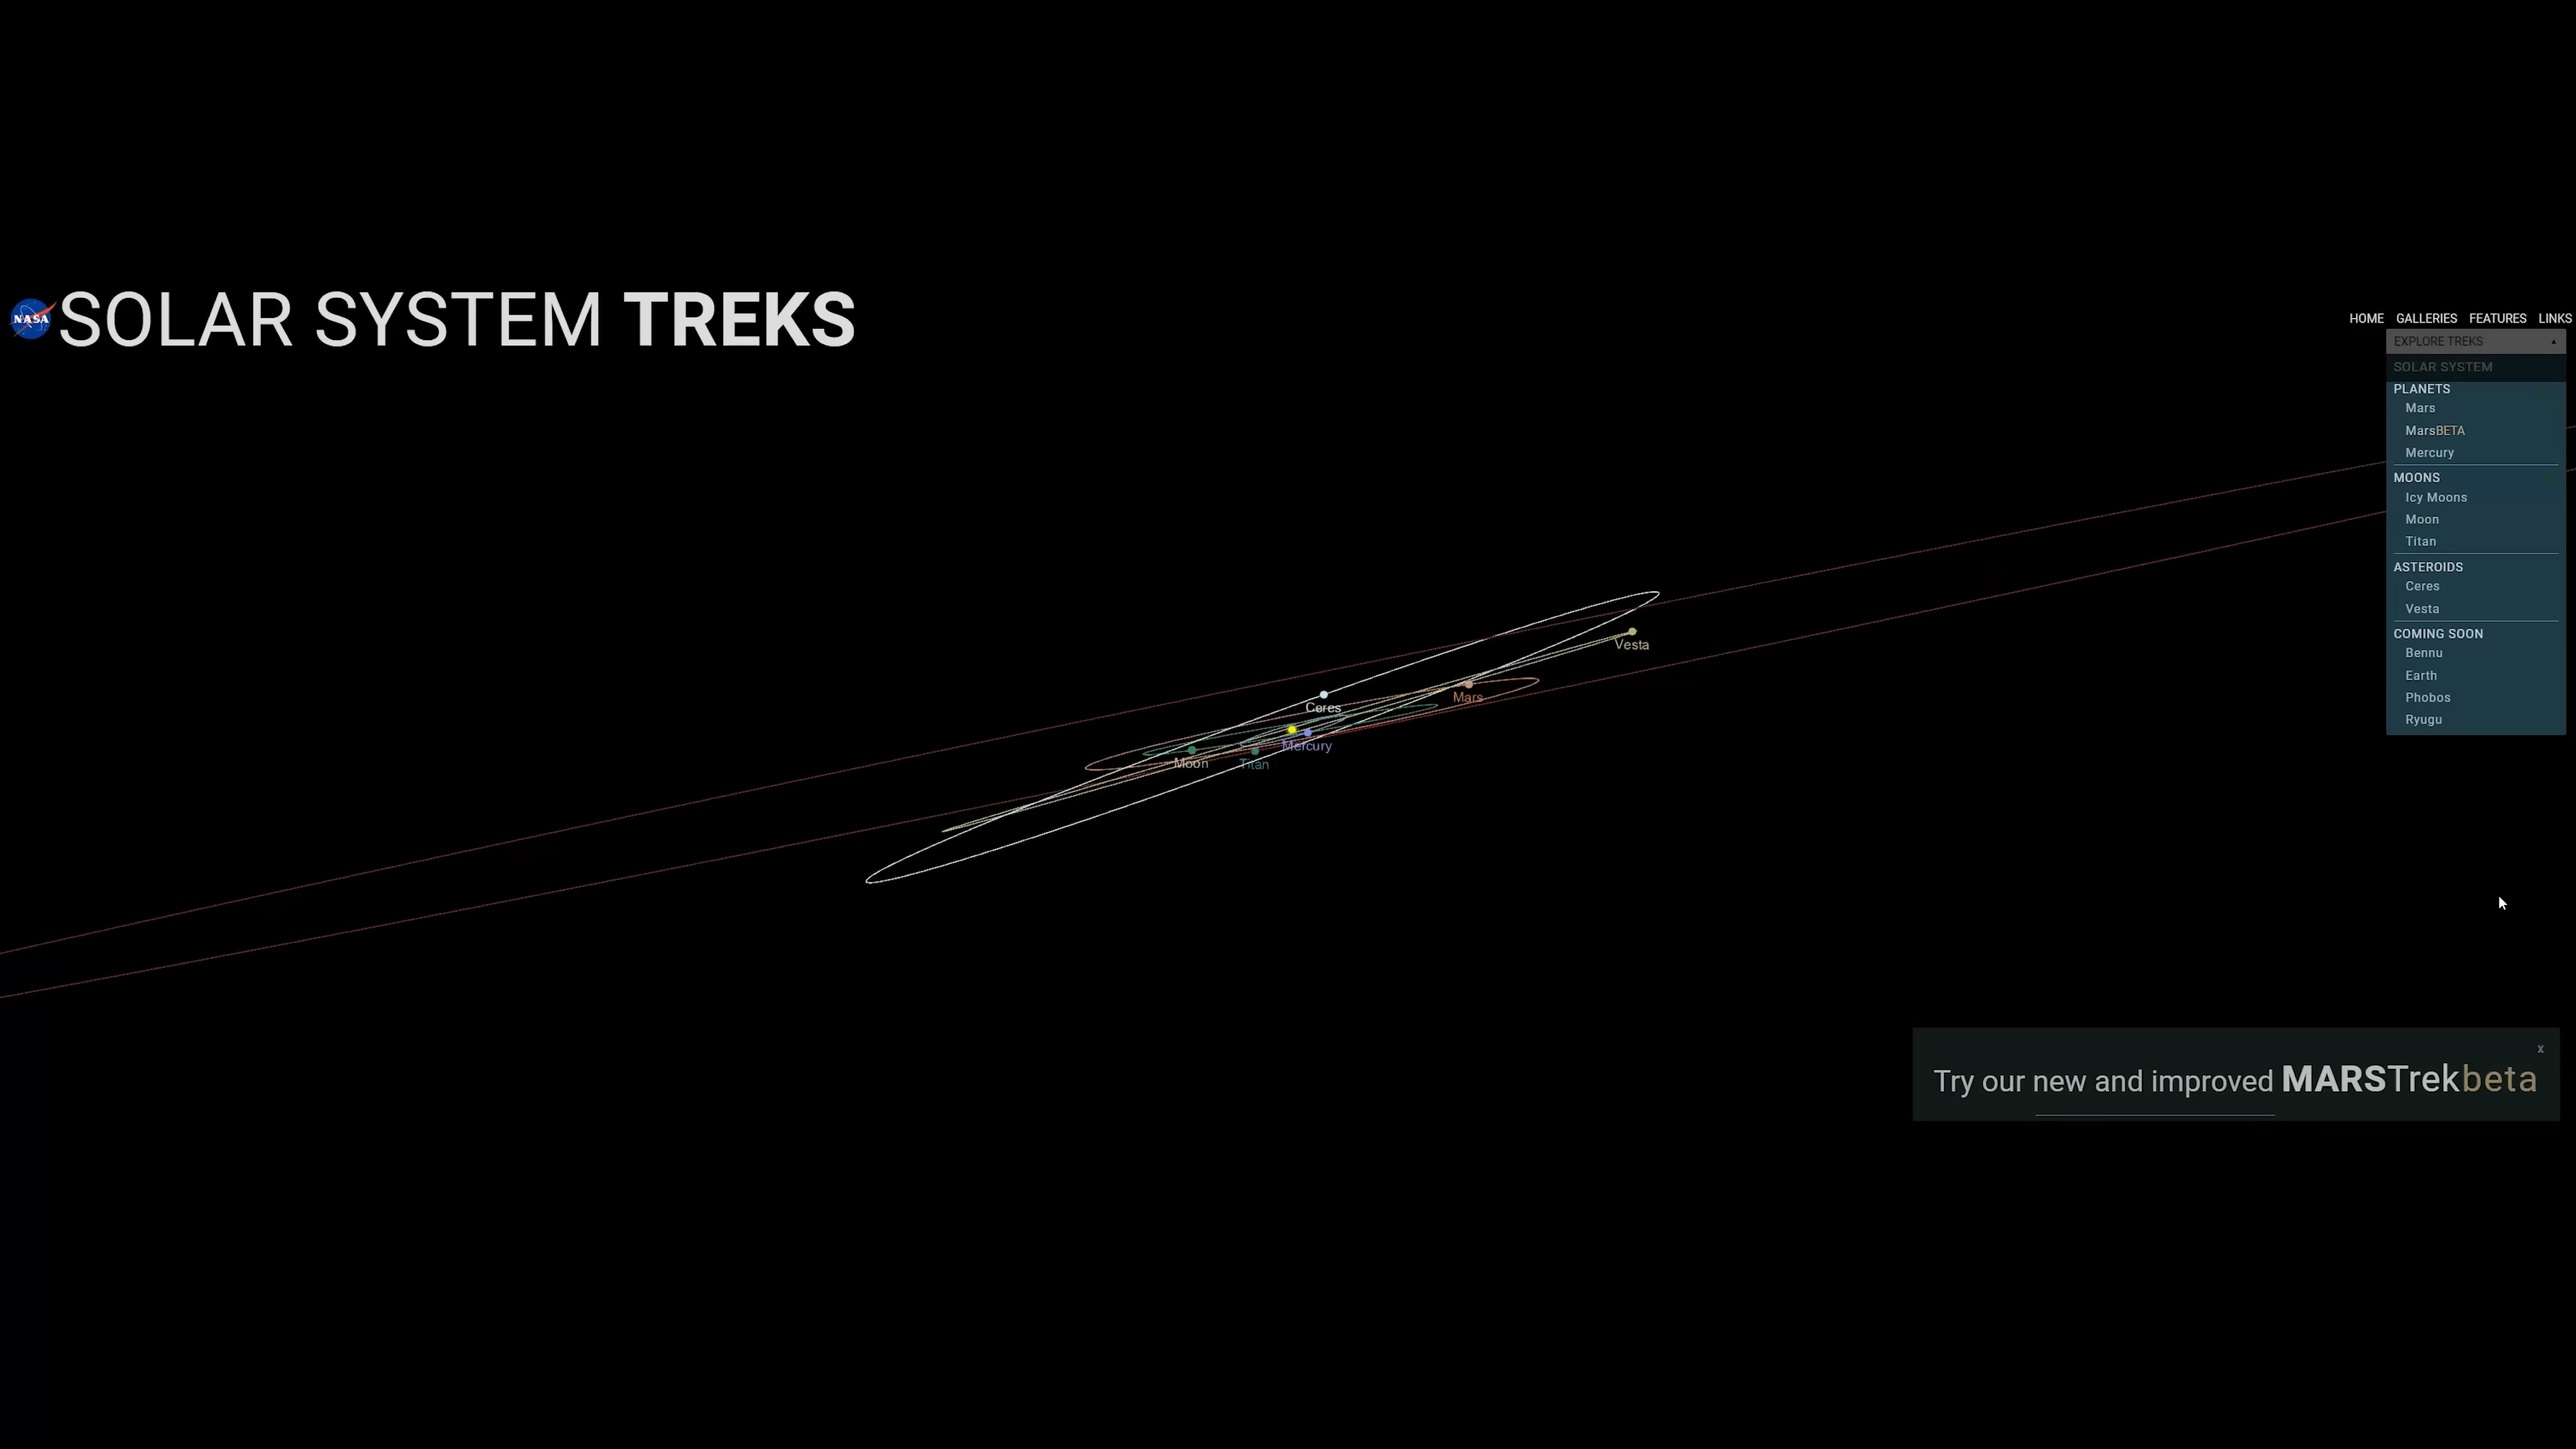 NASA
SOLAR SYSTEM TREKS
HOME GALLERIES FEATURES LINKS
EXPLORE TREKS
SOLAR SYSTEM
PLANETS
Mars
MarsBETA
Mercury
MOONS
Icy Moons
Moon
Titan
ASTEROIDS
Ceres
Vesta
COMING SOON
Bennu
Earth
Phobos
Ryugu
Vesta
Mars
Ceres
Mercury
Moon
Titan
x
Try our new and improved MARSTrekbeta